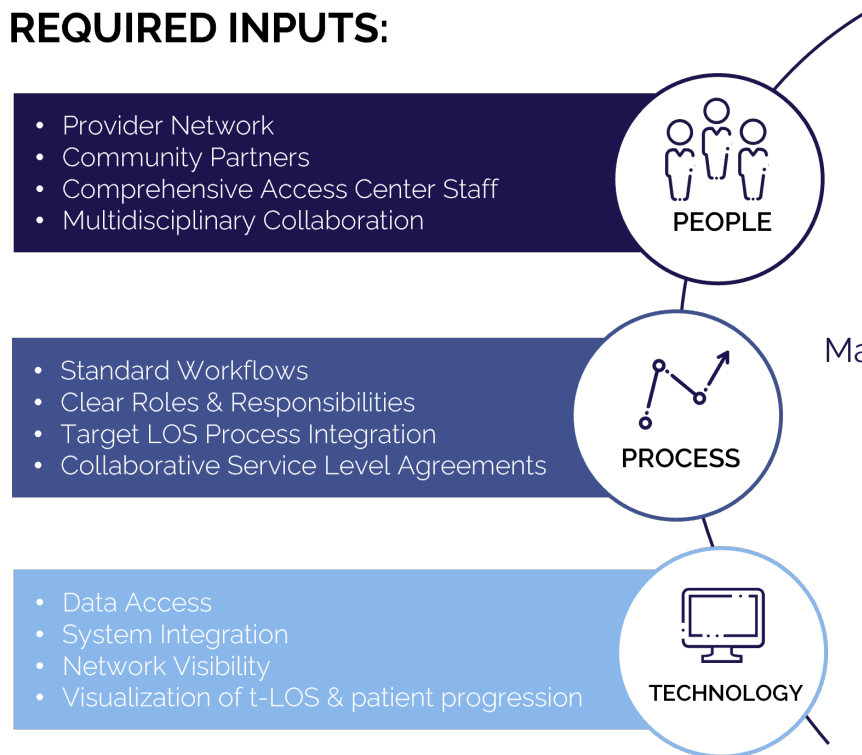 REQUIRED INPUTS:
• Provider Network
• Community Partners
• Comprehensive Access Center Staff
• Multidisciplinary Collaboration
PEOPLE
• Standard Workflows
• Clear Roles & Responsibilities
• Target LOS Process Integration
• Collaborative Service Level Agreements
PROCESS
Ma
• Data Access
• System Integration
• Network Visibility
• Visualization of t-LOS & patient progression
TECHNOLOGY